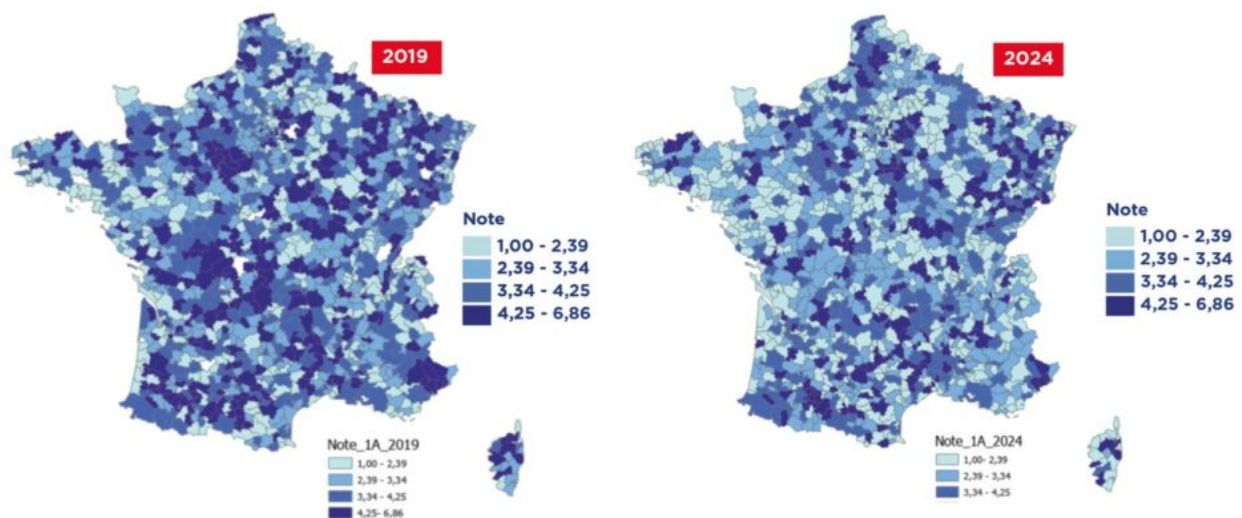 2019
Note
1,00 - 2,39
2,39 - 3,34
3,34 - 4,25
4,25 - 6,86
Note_1A_2019
1,00 - 2,39
2,39 - 3,34
3,34 - 4,25
4,25- 6,86
2024
Note
1,00 - 2,39
2,39 - 3,34
3,34 - 4,25
4,25 - 6,86
Note_1A_2024
1,00- 2,39
2,39 - 3,34
3,34 - 4,25